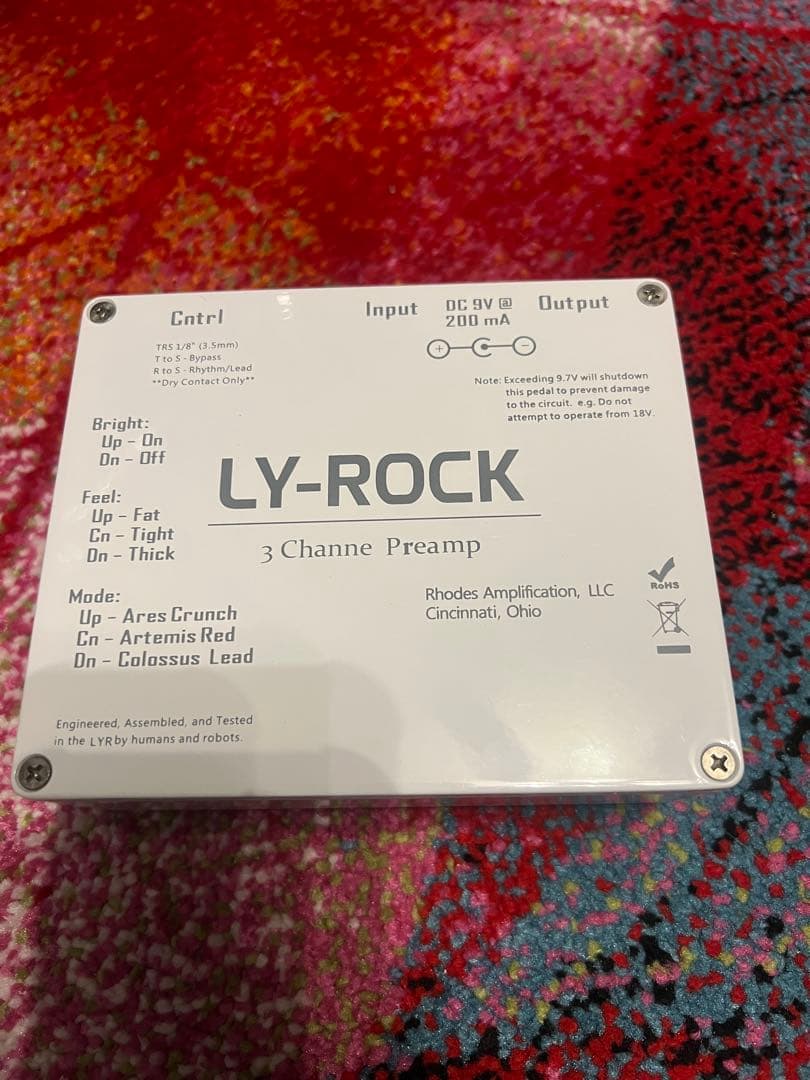 Cntrl
TRS 1/8" (3.5mm)
T to S - Bypass
R to S - Rhythm/Lead
**Dry Contact Only**
Input
DC 9V @
200 mA
Output
+ -
Note: Exceeding 9.7V will shutdown
this pedal to prevent damage
to the circuit. e.g. Do not
attempt to operate from 18V.
Bright:
Up - On
Dn - Off
Feel:
Up - Fat
Cn - Tight
Dn - Thick
Mode:
Up - Ares Crunch
Cn - Artemis Red
Dn - Colossus Lead
LY-ROCK
3 Channe Preamp
Rhodes Amplification, LLC
Cincinnati, Ohio
RoHS
Engineered, Assembled, and Tested
in the LYR by humans and robots.